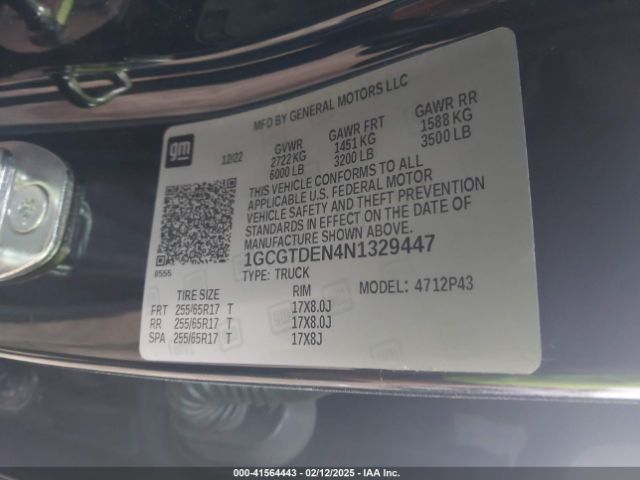 MFD BY GENERAL MOTORS LLC
gm
12/22
GVWR GAWR FRT GAWR RR
2722 KG 1451 KG 1588 KG
6000 LB 3200 LB 3500 LB
THIS VEHICLE CONFORMS TO ALL
APPLICABLE U.S. FEDERAL MOTOR
VEHICLE SAFETY AND THEFT PREVENTION
STANDARDS IN EFFECT ON THE DATE OF
MANUFACTURE SHOWN ABOVE.
1GCGTDEN4N1329447
TYPE: TRUCK
MODEL: 4712P43
TIRE SIZE RIM
FRT 255/65R17 T 17X8.0J
RR 255/65R17 T 17X8.0J
SPA 255/65R17 T 17X8J
000-41564443 - 02/12/2025 - IAA Inc.